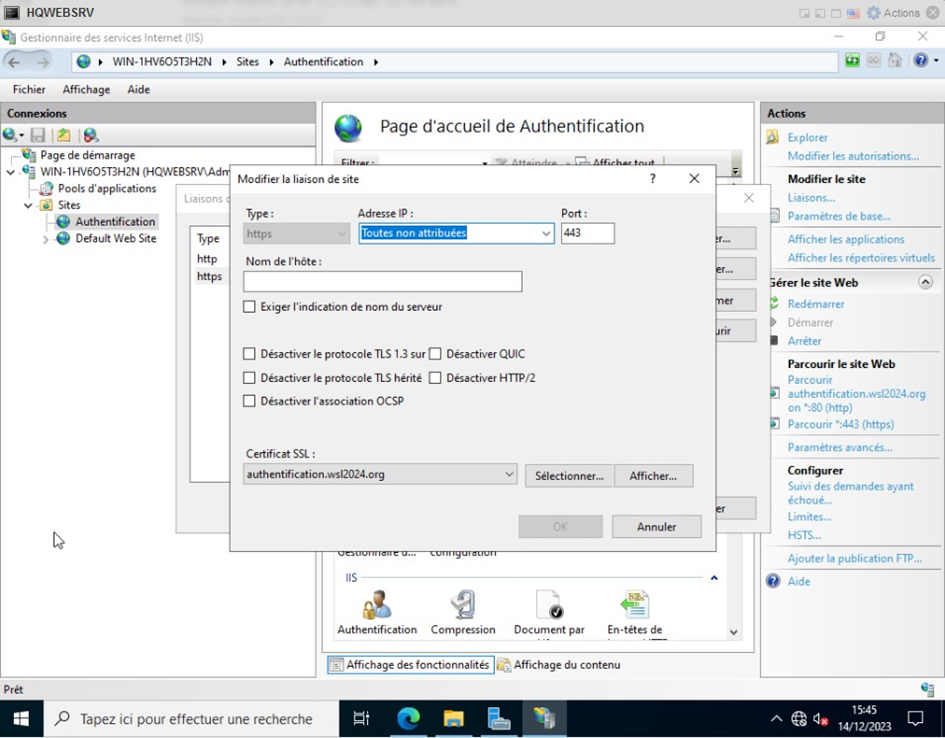 HQWEBSRV
Actions
Gestionnaire des services Internet (IIS)
WIN-1HV6O5T3H2N
Sites
Authentification
Fichier
Affichage
Aide
Connexions
Page de démarrage
WIN-1HV6O5T3H2N (HQWEBSRV\Adm
Pools d'applications
Sites
Authentification
Default Web Site
Page d'accueil de Authentification
Filtrer :
Atteindre
Afficher tout
Liaisons
Type
http
https
Modifier la liaison de site
?
Type :
Adresse IP :
Port :
https
Toutes non attribuées
443
Nom de l'hôte :
Exiger l'indication de nom du serveur
Désactiver le protocole TLS 1.3 sur
Désactiver QUIC
Désactiver le protocole TLS hérité
Désactiver HTTP/2
Désactiver l'association OCSP
Certificat SSL :
authentification.wsl2024.org
Sélectionner...
Afficher...
OK
Annuler
er...
er...
mer
urir
er
Gestionnaire d...
configuration
IIS
Authentification
Compression
Document par
En-têtes de
Affichage des fonctionnalités
Affichage du contenu
Actions
Explorer
Modifier les autorisations...
Modifier le site
Liaisons...
Paramètres de base...
Afficher les applications
Afficher les répertoires virtuels
Gérer le site Web
Redémarrer
Démarrer
Arrêter
Parcourir le site Web
Parcourir
authentification.wsl2024.org
on *:80 (http)
Parcourir *:443 (https)
Paramètres avancés...
Configurer
Suivi des demandes ayant
échoué...
Limites...
HSTS...
Ajouter la publication FTP...
Aide
Prêt
Tapez ici pour effectuer une recherche
15:45
14/12/2023